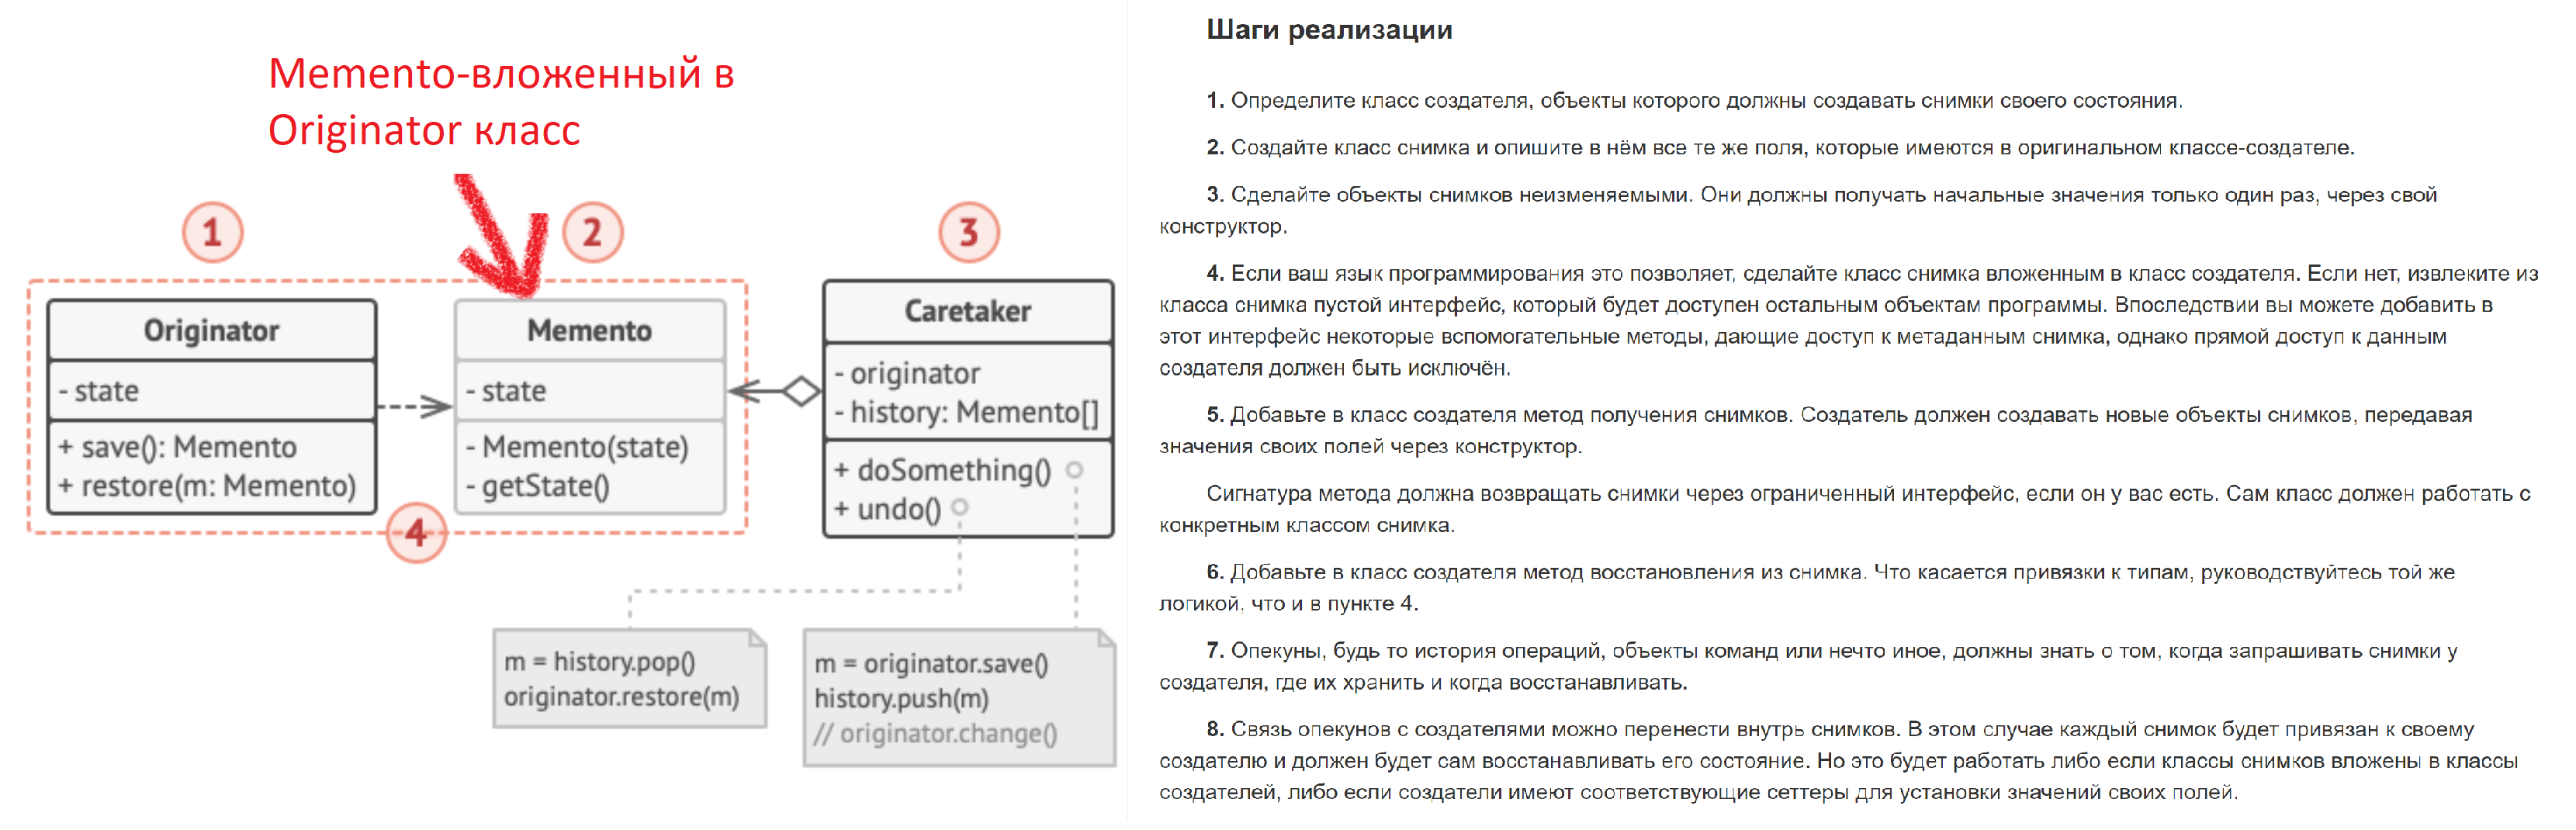 Memento-вложенный в
Originator класс
1
2
3
Originator
- state
+ save(): Memento
+ restore(m: Memento)
Memento
- state
- Memento(state)
- getState()
4
Caretaker
- originator
- history: Memento[]
+ doSomething()
+ undo()
m = history.pop()
originator.restore(m)
m = originator.save()
history.push(m)
// originator.change()
Шаги реализации
1. Определите класс создателя, объекты которого должны создавать снимки своего состояния.
2. Создайте класс снимка и опишите в нём все те же поля, которые имеются в оригинальном классе-создателе.
3. Сделайте объекты снимков неизменяемыми. Они должны получать начальные значения только один раз, через свой
конструктор.
4. Если ваш язык программирования это позволяет, сделайте класс снимка вложенным в класс создателя. Если нет, извлеките из
класса снимка пустой интерфейс, который будет доступен остальным объектам программы. Впоследствии вы можете добавить в
этот интерфейс некоторые вспомогательные методы, дающие доступ к метаданным снимка, однако прямой доступ к данным
создателя должен быть исключён.
5. Добавьте в класс создателя метод получения снимков. Создатель должен создавать новые объекты снимков, передавая
значения своих полей через конструктор.
Сигнатура метода должна возвращать снимки через ограниченный интерфейс, если он у вас есть. Сам класс должен работать с
конкретным классом снимка.
6. Добавьте в класс создателя метод восстановления из снимка. Что касается привязки к типам, руководствуйтесь той же
логикой, что и в пункте 4.
7. Опекуны, будь то история операций, объекты команд или нечто иное, должны знать о том, когда запрашивать снимки у
создателя, где их хранить и когда восстанавливать.
8. Связь опекунов с создателями можно перенести внутрь снимков. В этом случае каждый снимок будет привязан к своему
создателю и должен будет сам восстанавливать его состояние. Но это будет работать либо если классы снимков вложены в классы
создателей, либо если создатели имеют соответствующие сеттеры для установки значений своих полей.